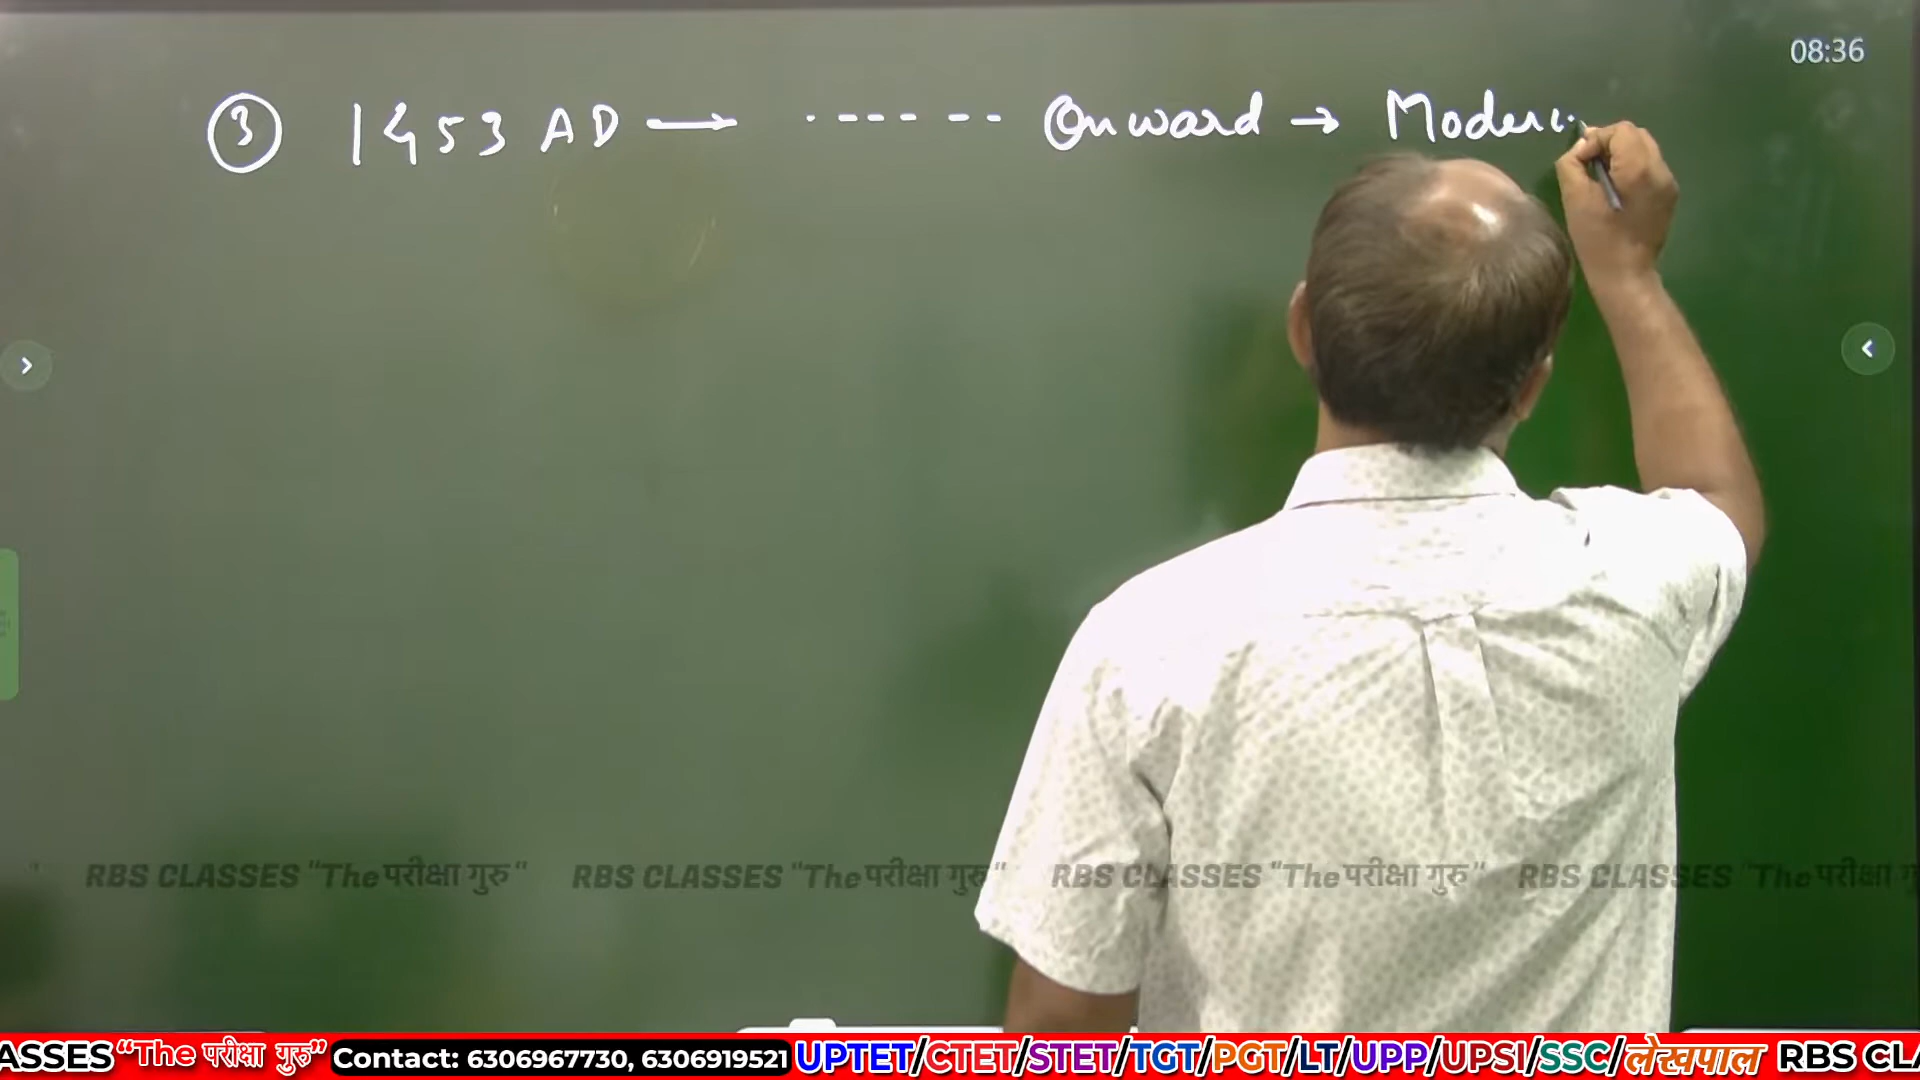 08:36
③ 1453 AD → - - - - - - Onward → Modern
RBS CLASSES "The परीक्षा गुरु" RBS CLASSES "The परीक्षा गुरु" RBS CLASSES "The परीक्षा गुरु" RBS CLASSES "The परीक्षा
ASSES "The परीक्षा गुरु" Contact: 6306967730, 6306919521 UPTET/CTET/STET/TGT/PGT/LT/UPP/UPSI/SSC/लेखपाल RBS CLA